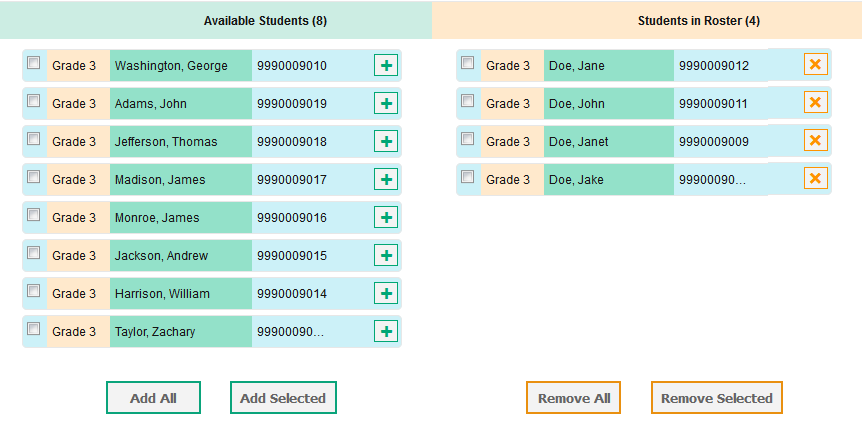 Available Students (8)
Grade 3 Washington, George 9990009010
Grade 3 Adams, John 9990009019
Grade 3 Jefferson, Thomas 9990009018
Grade 3 Madison, James 9990009017
Grade 3 Monroe, James 9990009016
Grade 3 Jackson, Andrew 9990009015
Grade 3 Harrison, William 9990009014
Grade 3 Taylor, Zachary 99900090...
Add All Add Selected
Students in Roster (4)
Grade 3 Doe, Jane 9990009012
Grade 3 Doe, John 9990009011
Grade 3 Doe, Janet 9990009009
Grade 3 Doe, Jake 99900090...
Remove All Remove Selected